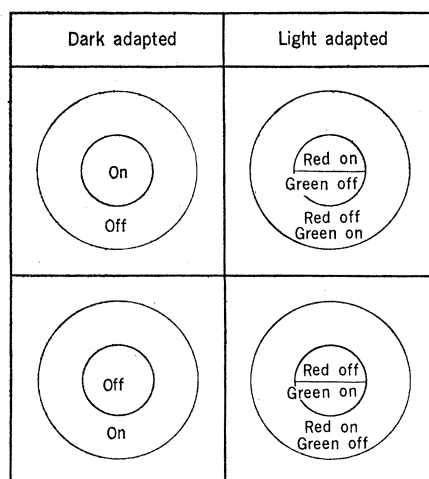 Dark adapted
Light adapted
On
Off
Red on
Green off
Red off
Green on
Off
On
Red off
Green on
Red on
Green off